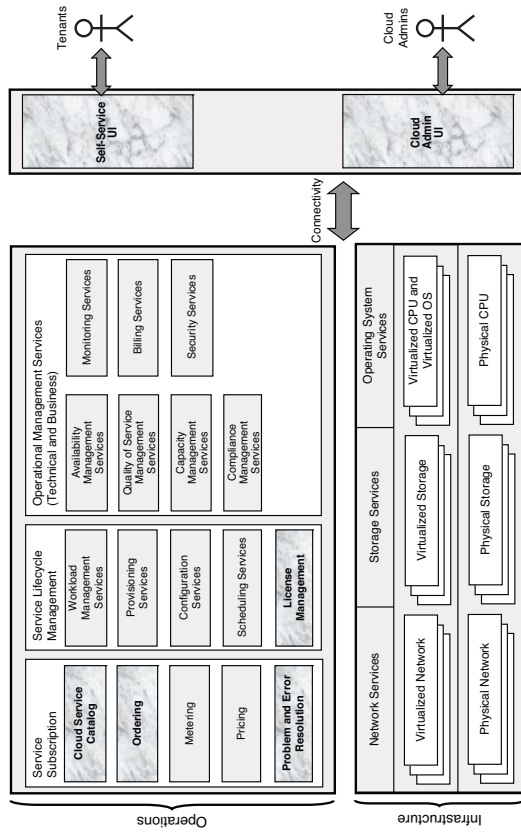 Operations
Service
Subscription
Cloud Service
Catalog
Ordering
Metering
Pricing
Problem and Error
Resolution
Service Lifecycle
Management
Workload
Management
Services
Provisioning
Services
Configuration
Services
Scheduling Services
License
Management
Operational Management Services
(Technical and Business)
Availability
Management
Services
Quality of Service
Management
Services
Capacity
Management
Services
Compliance
Management
Services
Monitoring Services
Billing Services
Security Services
Infrastructure
Network Services
Virtualized Network
Physical Network
Storage Services
Virtualized Storage
Physical Storage
Operating System
Services
Virtualized CPU and
Virtualized OS
Physical CPU
Connectivity
Self-Service
UI
Cloud
Admin
UI
Tenants
Cloud
Admins